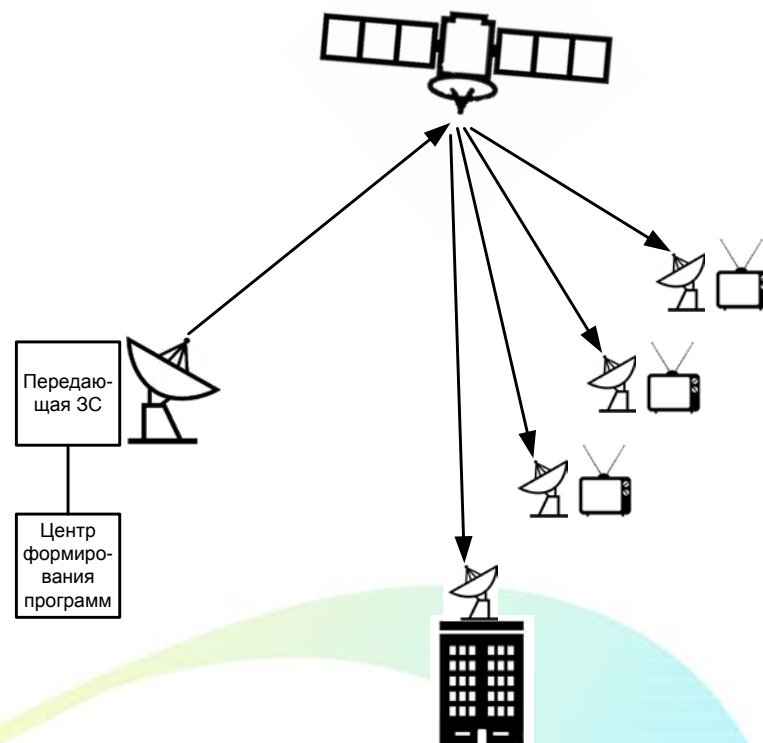 Передаю-
щая ЗС
Центр
формиро-
вания
программ